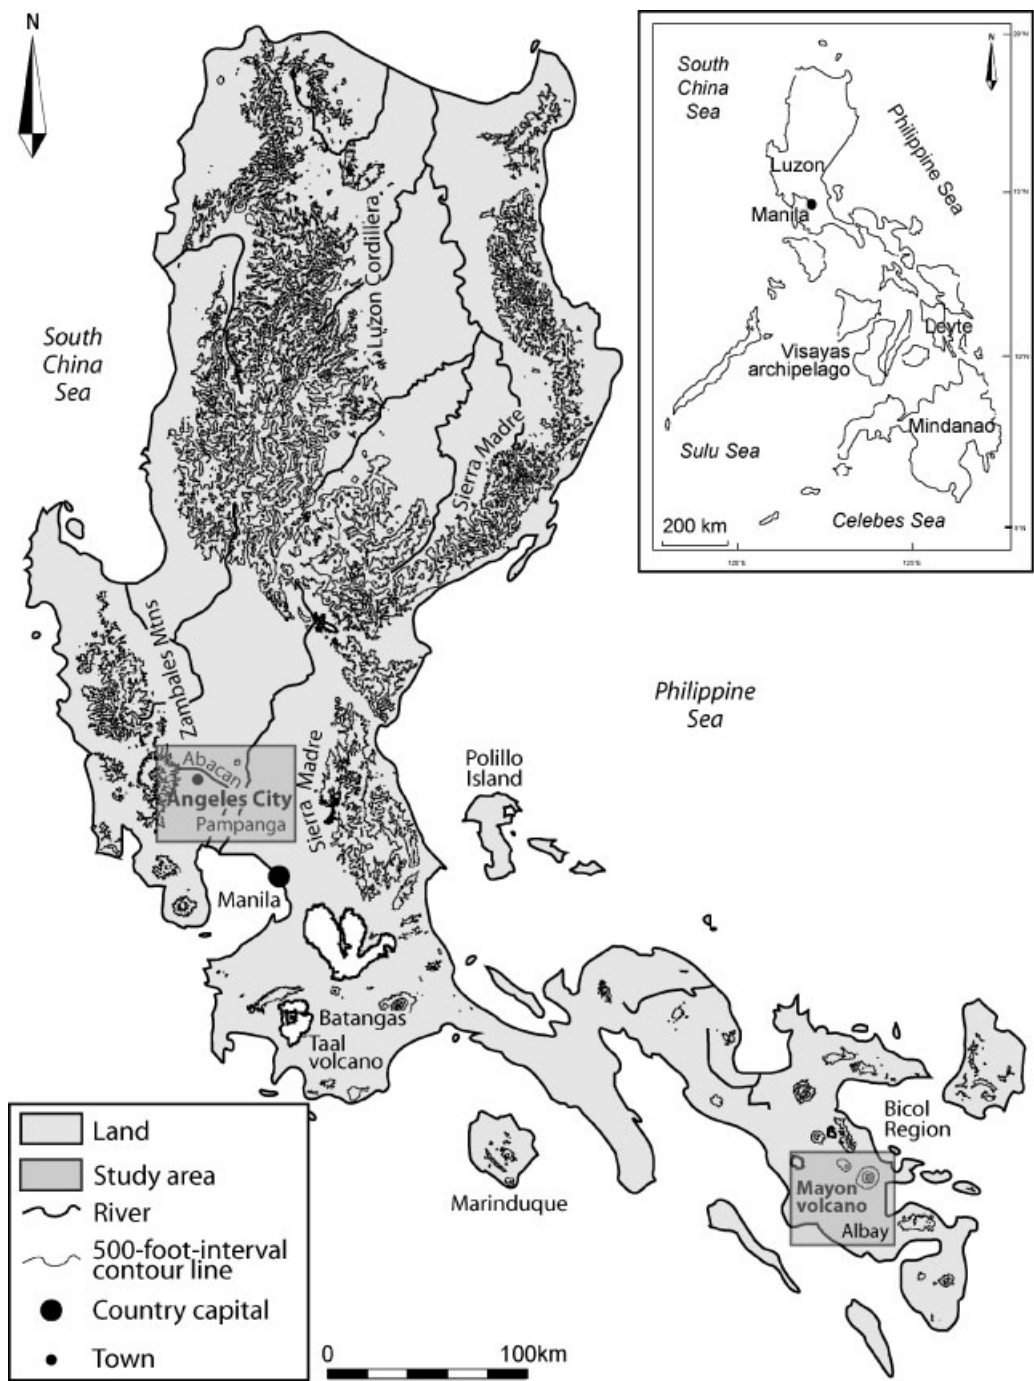 N
South
China
Sea
Luzon Cordillera
Sierra Madre
Zambales Mtns
Abacan
Angeles City
Pampanga
Sierra Madre
Manila
Polillo
Island
Philippine
Sea
Batangas
Taal
volcano
Marinduque
Bicol
Region
Mayon
volcano
Albay
N
South
China
Sea
Philippine Sea
Luzon
Manila
Leyte
Visayas
archipelago
Mindanao
Sulu Sea
Celebes Sea
200 km
Land
Study area
River
500-foot-interval
contour line
Country capital
Town
0 100km